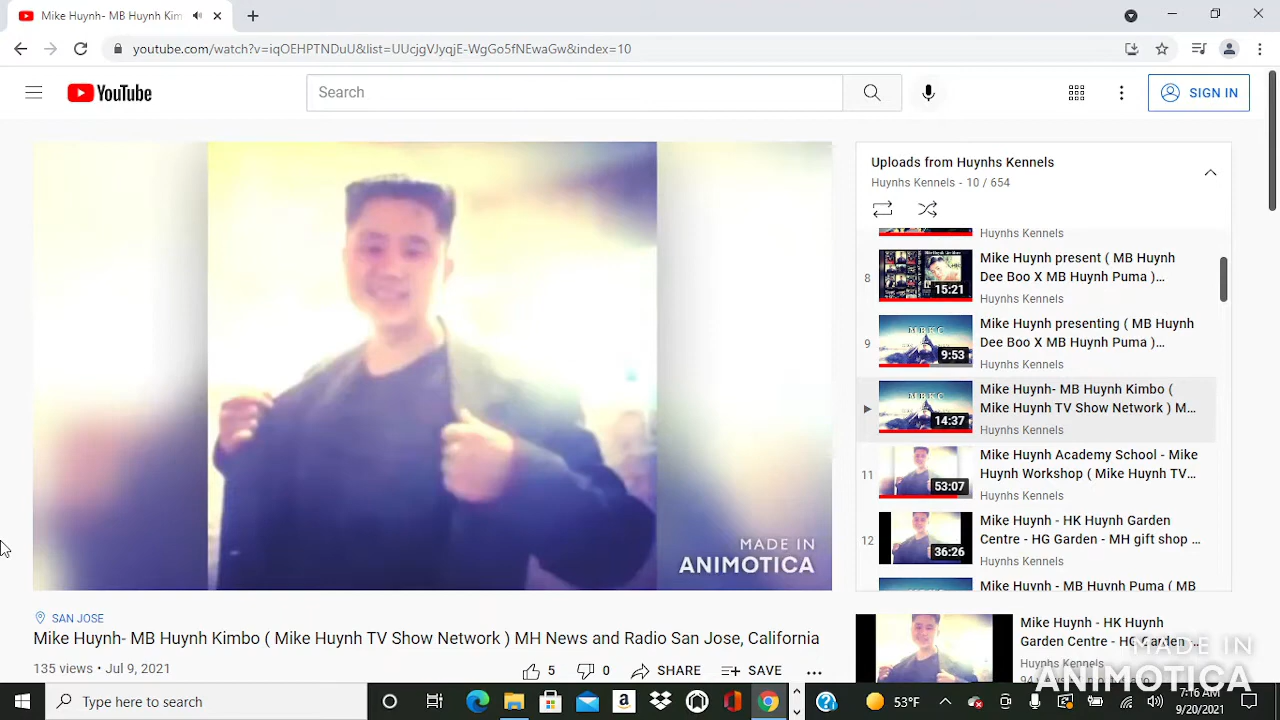 Mike Huynh- MB Huynh Kim
youtube.com/watch?v=iqOEHPTNDuU&list=UUcjgVJyqjE-WgGo5fNEwaGw&index=10
YouTube
Search
SIGN IN
MADE IN
ANIMOTICA
SAN JOSE
Mike Huynh- MB Huynh Kimbo ( Mike Huynh TV Show Network ) MH News and Radio San Jose, California
135 views • Jul 9, 2021
5
0
SHARE
SAVE
Uploads from Huynhs Kennels
Huynhs Kennels - 10 / 654
Huynhs Kennels
8
15:21
Mike Huynh present ( MB Huynh
Dee Boo X MB Huynh Puma )...
Huynhs Kennels
9
MBKC
9:53
Mike Huynh presenting ( MB Huynh
Dee Boo X MB Huynh Puma )...
Huynhs Kennels
MBKC
14:37
Mike Huynh- MB Huynh Kimbo (
Mike Huynh TV Show Network ) M...
Huynhs Kennels
11
53:07
Mike Huynh Academy School - Mike
Huynh Workshop ( Mike Huynh TV...
Huynhs Kennels
12
36:26
Mike Huynh - HK Huynh Garden
Centre - HG Garden - MH gift shop ...
Huynhs Kennels
Mike Huynh - MB Huynh Puma ( MB
Mike Huynh - HK Huynh
Garden Centre - HG Garden
Huynhs Kennels
MADE IN
ANIMOTICA
Type here to search
53°F
7:16 AM
9/20/2021